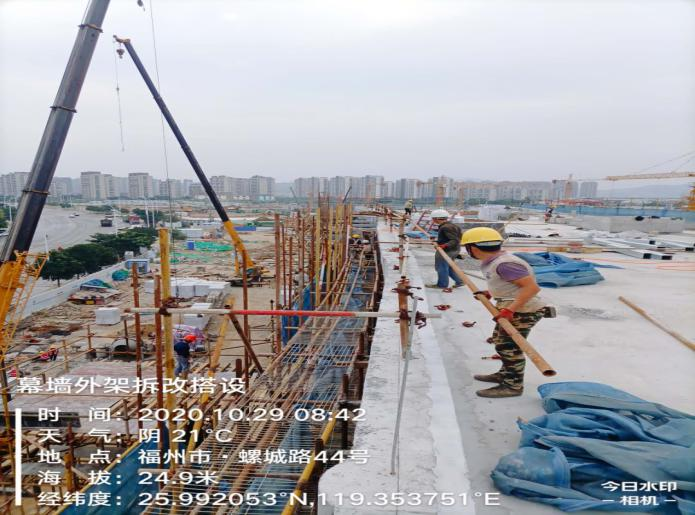 幕墙外架拆改搭设
时 间：2020.10.29 08:42
天 气：阴 21℃
地 点：福州市·螺城路44号
海 拔：24.9米
经纬度：25.992053°N,119.353751°E
今日水印
相机